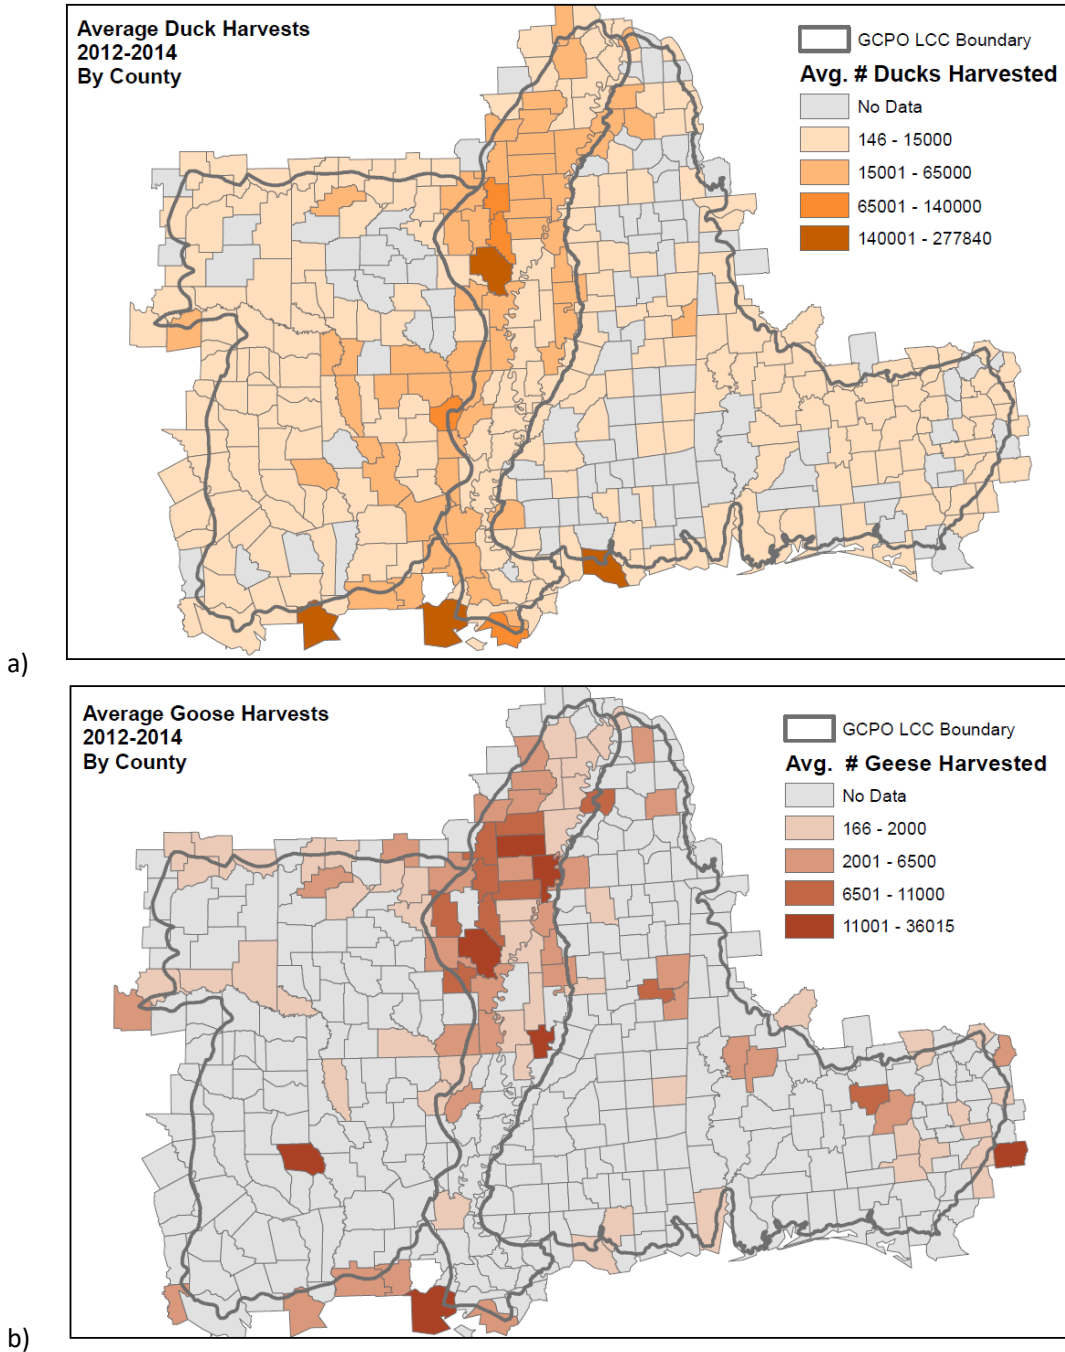 Average Duck Harvests
2012-2014
By County
GCPO LCC Boundary
Avg. # Ducks Harvested
No Data
146 - 15000
15001 - 65000
65001 - 140000
140001 - 277840
a)
Average Goose Harvests
2012-2014
By County
GCPO LCC Boundary
Avg. # Geese Harvested
No Data
166 - 2000
2001 - 6500
6501 - 11000
11001 - 36015
b)